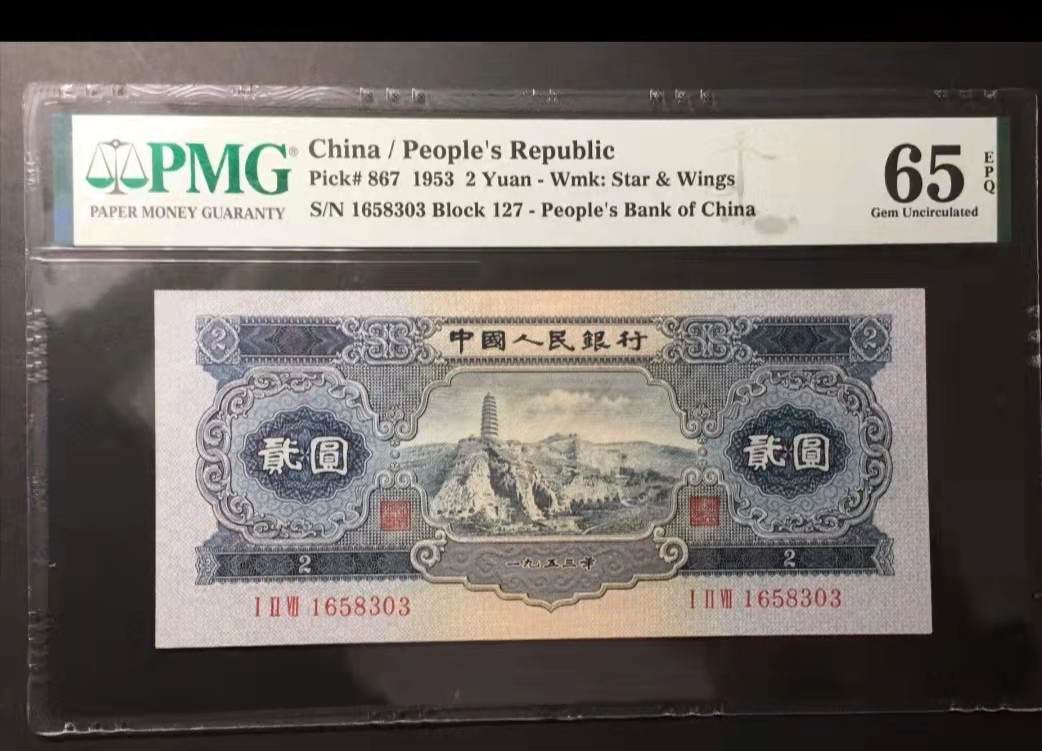 PMG®
PAPER MONEY GUARANTY
China / People's Republic
Pick# 867 1953 2 Yuan - Wmk: Star & Wings
S/N 1658303 Block 127 - People's Bank of China
65
EPQ
Gem Uncirculated
中國人民銀行
2 2
貳圓 貳圓
一九五三年
2 2
I II VII 1658303 I II VII 1658303